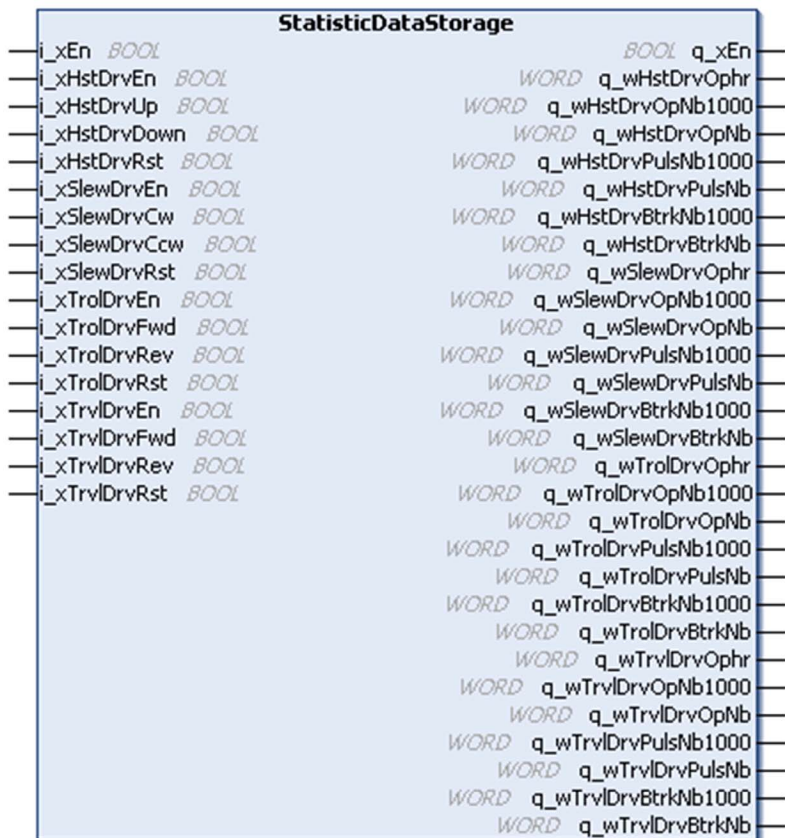 StatisticDataStorage
i_xEn BOOL BOOL q_xEn
i_xHstDrvEn BOOL WORD q_wHstDrvOphr
i_xHstDrvUp BOOL WORD q_wHstDrvOpNb1000
i_xHstDrvDown BOOL WORD q_wHstDrvOpNb
i_xHstDrvRst BOOL WORD q_wHstDrvPulsNb1000
i_xSlewDrvEn BOOL WORD q_wHstDrvPulsNb
i_xSlewDrvCw BOOL WORD q_wHstDrvBtrkNb1000
i_xSlewDrvCcw BOOL WORD q_wHstDrvBtrkNb
i_xSlewDrvRst BOOL WORD q_wSlewDrvOphr
i_xTrolDrvEn BOOL WORD q_wSlewDrvOpNb1000
i_xTrolDrvFwd BOOL WORD q_wSlewDrvOpNb
i_xTrolDrvRev BOOL WORD q_wSlewDrvPulsNb1000
i_xTrolDrvRst BOOL WORD q_wSlewDrvPulsNb
i_xTrvlDrvEn BOOL WORD q_wSlewDrvBtrkNb1000
i_xTrvlDrvFwd BOOL WORD q_wSlewDrvBtrkNb
i_xTrvlDrvRev BOOL WORD q_wTrolDrvOphr
i_xTrvlDrvRst BOOL WORD q_wTrolDrvOpNb1000
WORD q_wTrolDrvOpNb
WORD q_wTrolDrvPulsNb1000
WORD q_wTrolDrvPulsNb
WORD q_wTrolDrvBtrkNb1000
WORD q_wTrolDrvBtrkNb
WORD q_wTrvlDrvOphr
WORD q_wTrvlDrvOpNb1000
WORD q_wTrvlDrvOpNb
WORD q_wTrvlDrvPulsNb1000
WORD q_wTrvlDrvPulsNb
WORD q_wTrvlDrvBtrkNb1000
WORD q_wTrvlDrvBtrkNb